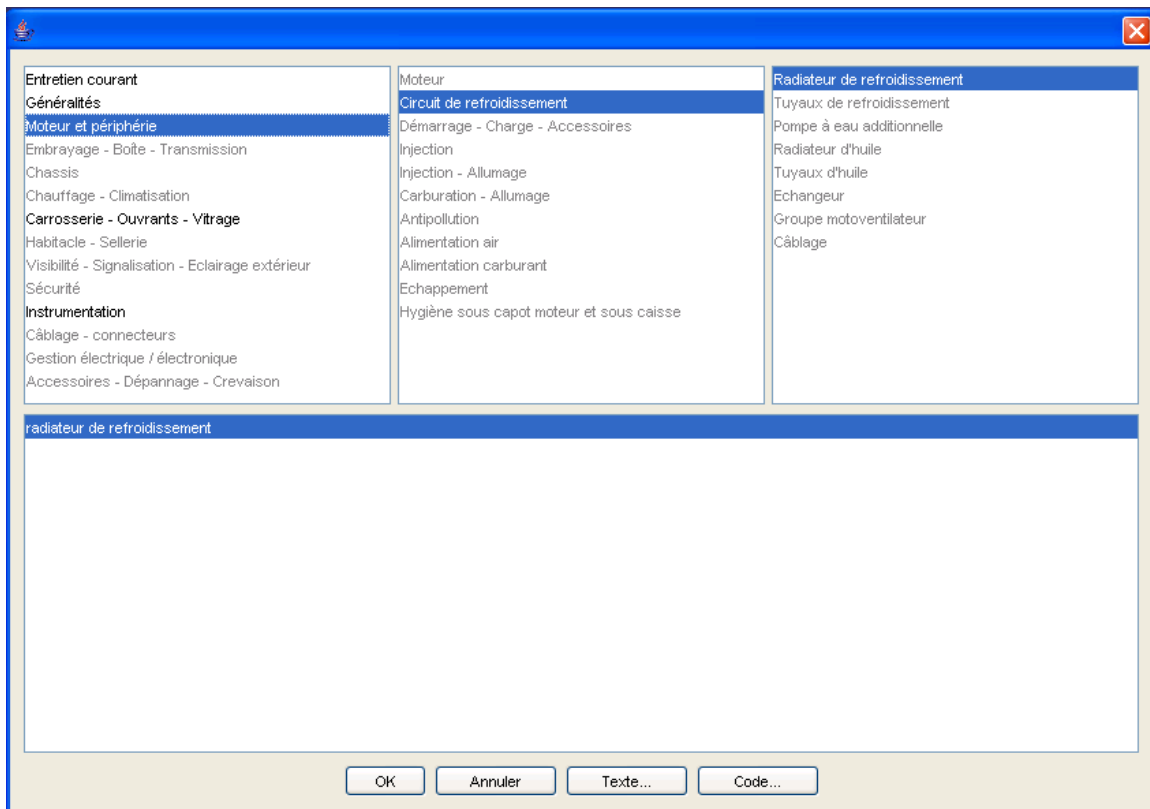 Entretien courant
Généralités
Moteur et périphérie
Embrayage - Boîte - Transmission
Chassis
Chauffage - Climatisation
Carrosserie - Ouvrants - Vitrage
Habitacle - Sellerie
Visibilité - Signalisation - Eclairage extérieur
Sécurité
Instrumentation
Câblage - connecteurs
Gestion électrique / électronique
Accessoires - Dépannage - Crevaison
Moteur
Circuit de refroidissement
Démarrage - Charge - Accessoires
Injection
Injection - Allumage
Carburation - Allumage
Antipollution
Alimentation air
Alimentation carburant
Echappement
Hygiène sous capot moteur et sous caisse
Radiateur de refroidissement
Tuyaux de refroidissement
Pompe à eau additionnelle
Radiateur d'huile
Tuyaux d'huile
Echangeur
Groupe motoventilateur
Câblage
radiateur de refroidissement
OK
Annuler
Texte...
Code...